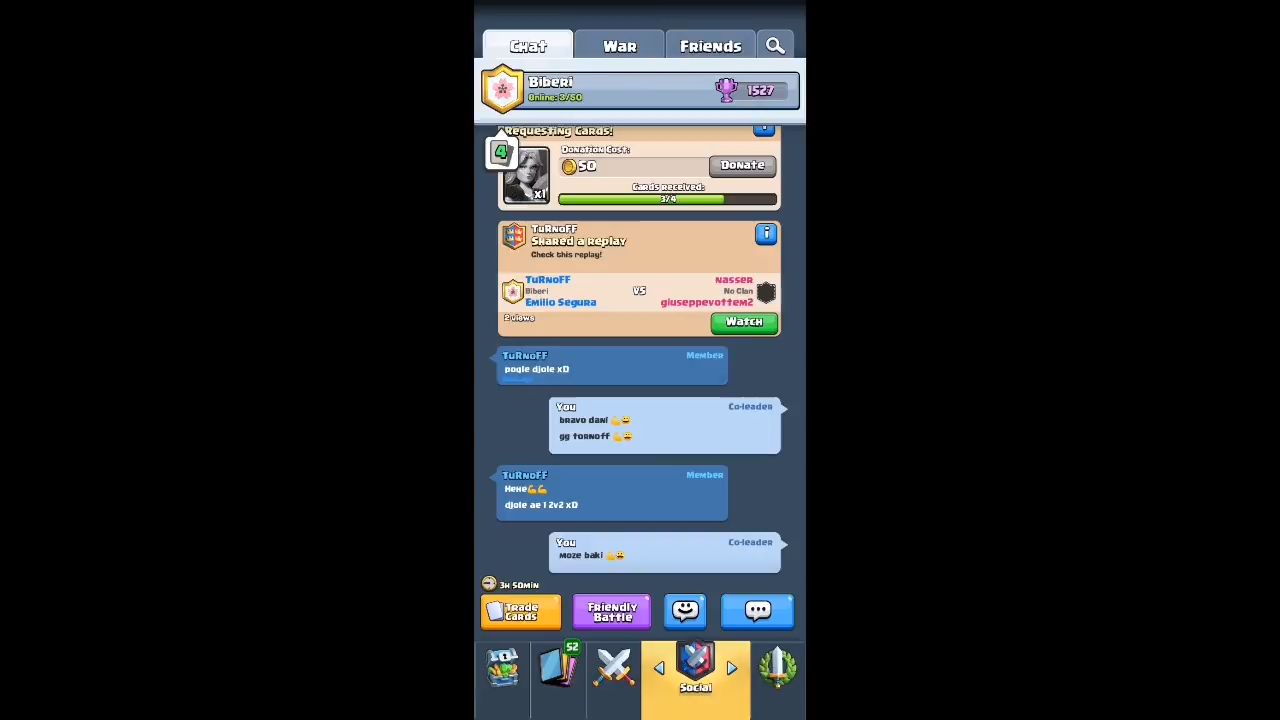 Chat
War
Friends
Biberi
Online: 3/50
1527
Requesting Cards!
4
Donation Cost:
50
Donate
x1
Cards received:
3/4
TuRnoFF
Shared a replay
Check this replay!
TuRnoFF
nasser
Biberi
vs
No Clan
Emilio Segura
giuseppevottem2
2 views
Watch
TuRnoFF
Member
pogle djole xD
You
Co-leader
bravo dani 💪😄
gg tornoff 💪😄
TuRnoFF
Member
Hehe💪💪
djole ae 1 2v2 xD
You
Co-leader
moze baki 💪😄
3h 50min
Trade
Cards
Friendly
Battle
52
Social